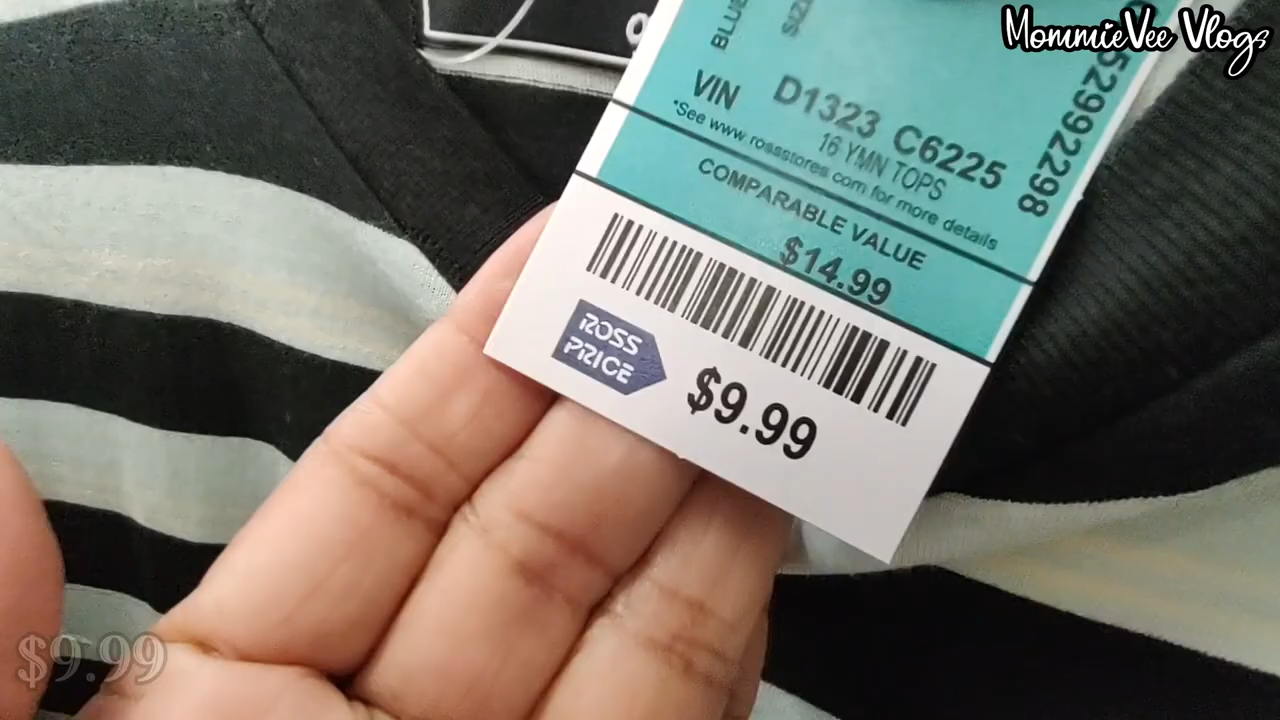 MommieVee Vlogs
VIN D1323 C6225
16 YMN TOPS
*See www.rossstores.com for more details
COMPARABLE VALUE
$14.99
ROSS
PRICE
$9.99
$9.99